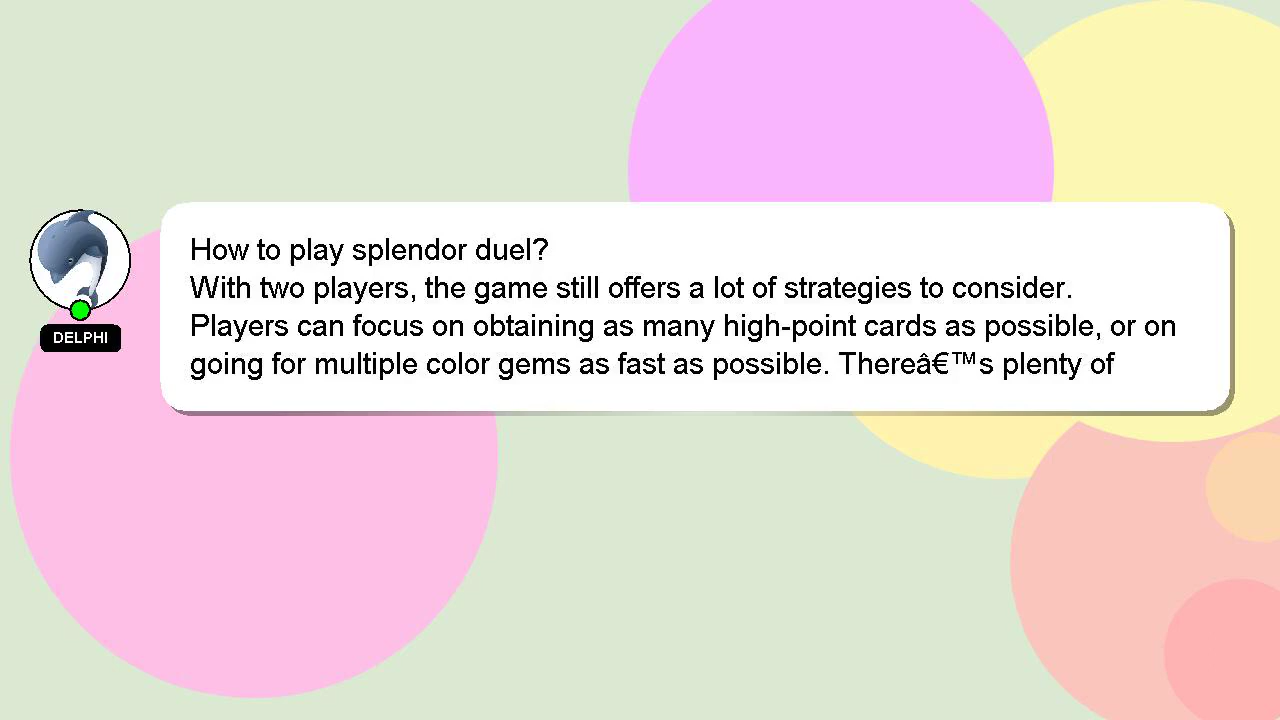 How to play splendor duel?
With two players, the game still offers a lot of strategies to consider.
Players can focus on obtaining as many high-point cards as possible, or on
going for multiple color gems as fast as possible. Thereâ€™s plenty of
DELPHI